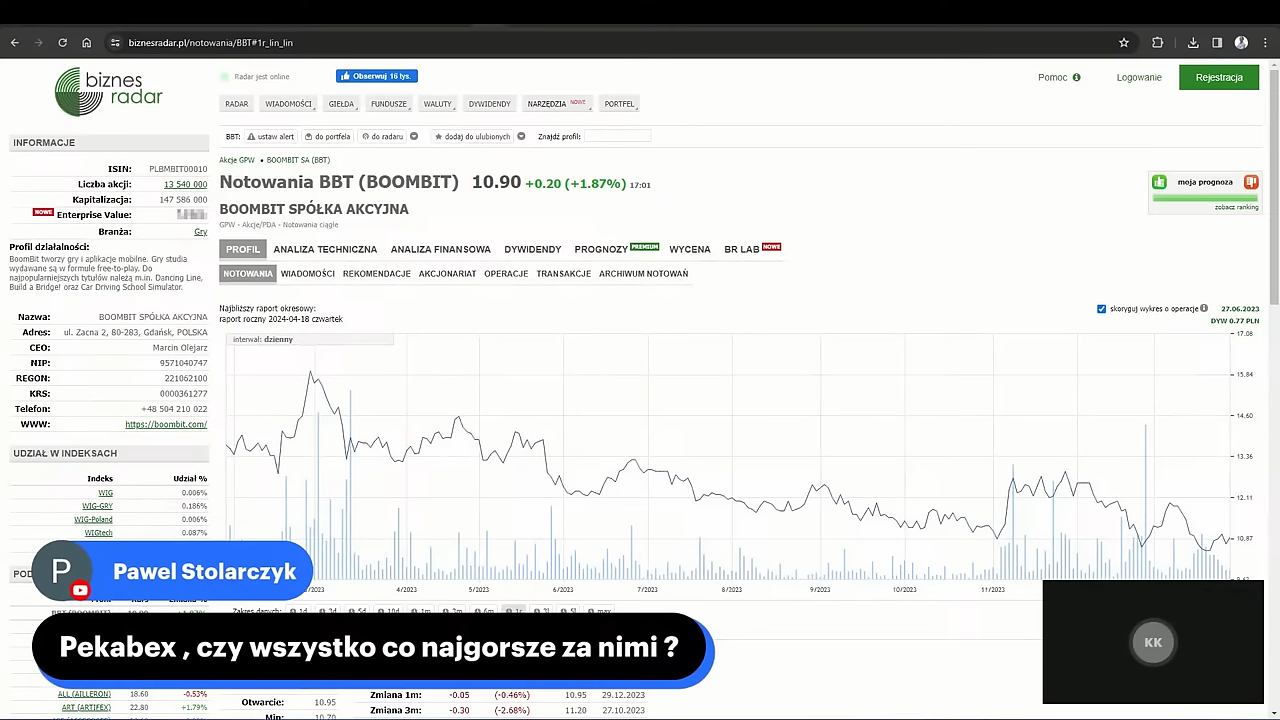 biznesradar.pl/notowania/BBT#1r_lin_lin
biznes
radar
Radar jest online
Obserwuj 16 tys.
Pomoc
Logowanie
Rejestracja
RADAR
WIADOMOŚCI
GIEŁDA
FUNDUSZE
WALUTY
DYWIDENDY
NARZĘDZIA NOWE
PORTFEL
BBT:
ustaw alert
do portfela
do radaru
dodaj do ulubionych
Znajdź profil:
INFORMACJE
ISIN: PLBMBIT00010
Liczba akcji: 13 540 000
Kapitalizacja: 147 586 000
NOWE Enterprise Value:
Branża: Gry
Profil działalności:
BoomBit tworzy gry i aplikacje mobilne. Gry studia
wydawane są w formule free-to-play. Do
najpopularniejszych tytułów należą m.in. Dancing Line,
Build a Bridge! oraz Car Driving School Simulator.
Nazwa: BOOMBIT SPÓŁKA AKCYJNA
Adres: ul. Zacna 2, 80-283, Gdańsk, POLSKA
CEO: Marcin Olejarz
NIP: 9571040747
REGON: 221062100
KRS: 0000361277
Telefon: +48 504 210 022
WWW: https://boombit.com/
UDZIAŁ W INDEKSACH
Indeks Udział %
WIG 0.006%
WIG-GRY 0.186%
WIG-Poland 0.006%
WIGtech 0.087%
Akcje GPW • BOOMBIT SA (BBT)
Notowania BBT (BOOMBIT) 10.90 +0.20 (+1.87%) 17:01
BOOMBIT SPÓŁKA AKCYJNA
GPW - Akcje/PDA - Notowania ciągłe
moja prognoza
zobacz ranking
PROFIL
ANALIZA TECHNICZNA
ANALIZA FINANSOWA
DYWIDENDY
PROGNOZY PREMIUM
WYCENA
BR LAB NOWE
NOTOWANIA
WIADOMOŚCI
REKOMENDACJE
AKCJONARIAT
OPERACJE
TRANSAKCJE
ARCHIWUM NOTOWAŃ
Najbliższy raport okresowy:
raport roczny 2024-04-18 czwartek
skoryguj wykres o operacje
27.06.2023
DYW 0.77 PLN
interwał: dzienny
17.08
15.84
14.60
13.36
12.11
10.87
4/2023
5/2023
6/2023
7/2023
8/2023
9/2023
10/2023
11/2023
P
Pawel Stolarczyk
Pekabex , czy wszystko co najgorsze za nimi ?
KK
ALL (AILLERON) 18.60 -0.53%
ART (ARTIFEX) 22.80 +1.79%
Otwarcie: 10.95
Min: 10.70
Zmiana 1m: -0.05 (-0.46%) 10.95 29.12.2023
Zmiana 3m: -0.30 (-2.68%) 11.20 27.10.2023